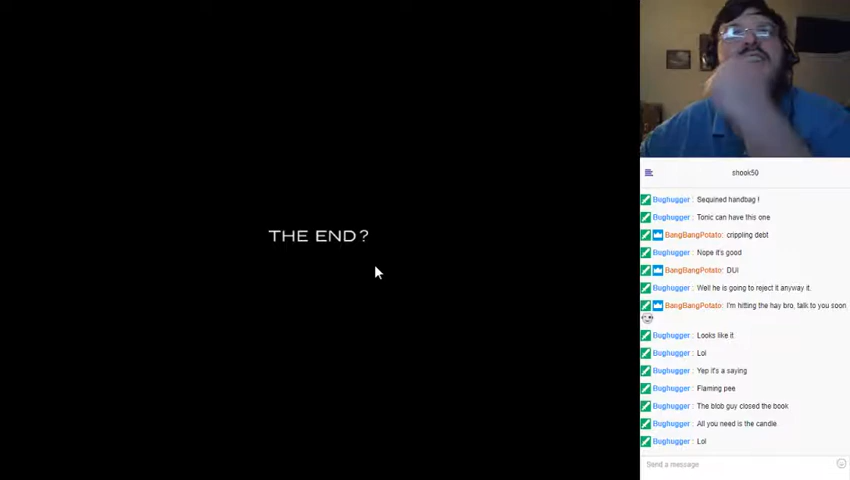 THE END?
shook50
Bughugger: Sequined handbag !
Bughugger: Tonic can have this one
BangBangPotato: crippling debt
Bughugger: Nope it's good
BangBangPotato: DUI
Bughugger: Well he is going to reject it anyway it.
BangBangPotato: I'm hitting the hay bro, talk to you soon
Bughugger: Looks like it
Bughugger: Lol
Bughugger: Yep it's a saying
Bughugger: Flaming pee
Bughugger: The blob guy closed the book
Bughugger: All you need is the candle
Bughugger: Lol
Send a message